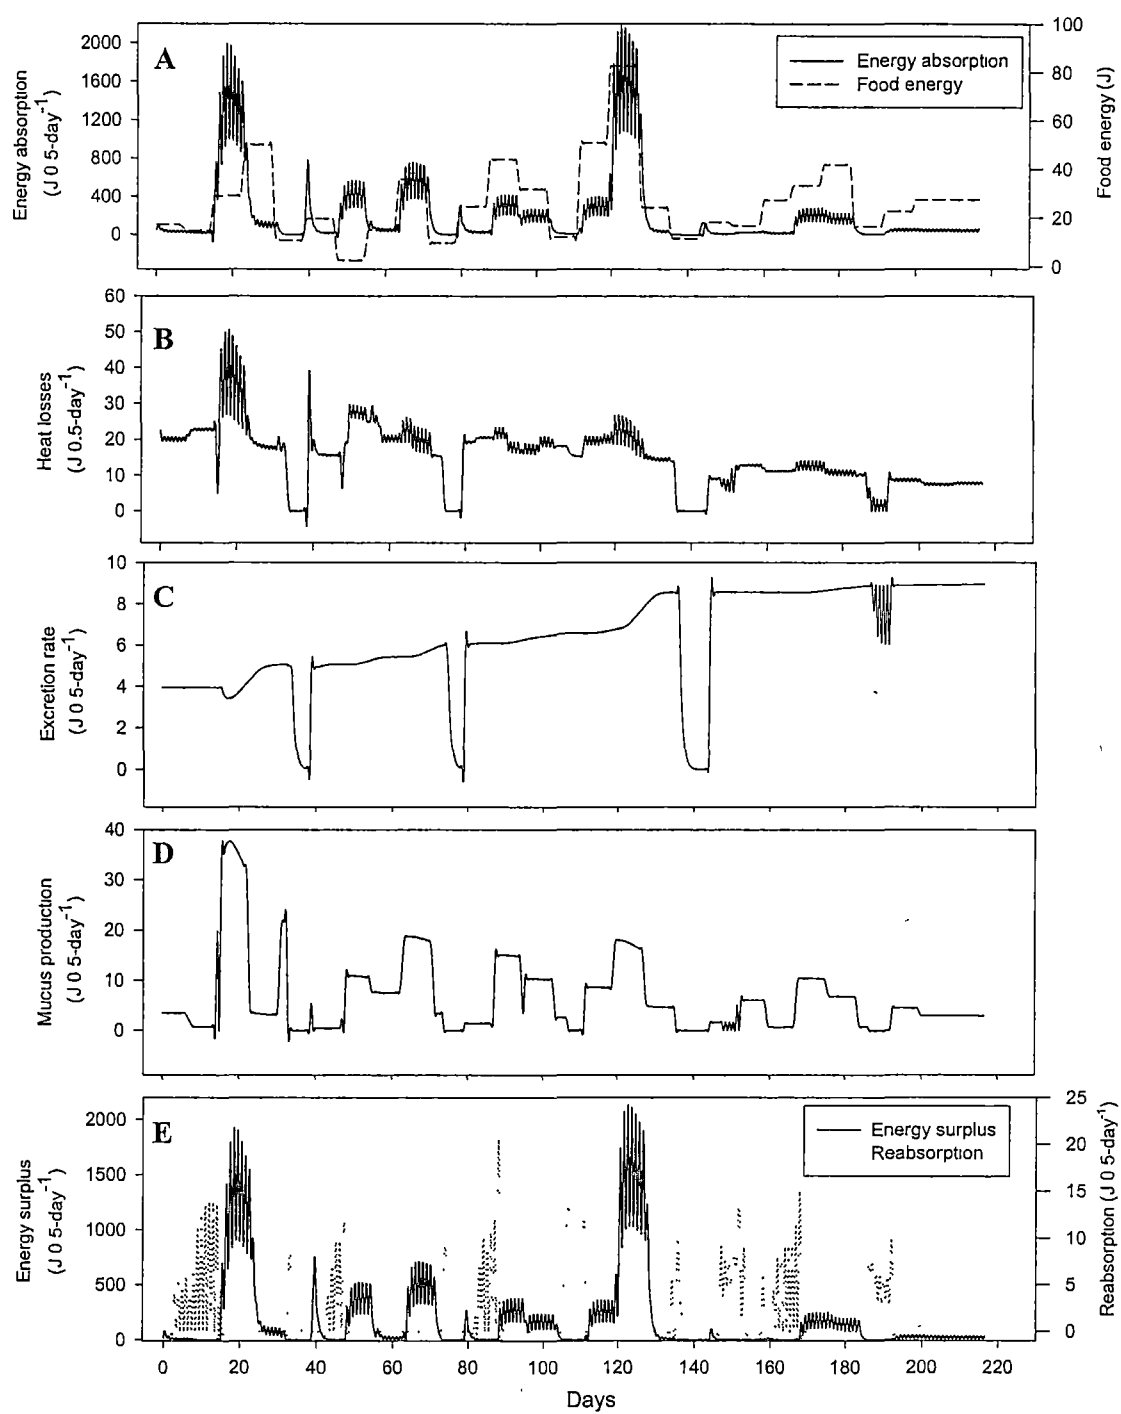 A
2000
1600
1200
800
400
0
Energy absorption
(J 0 5-day⁻¹)
Energy absorption
Food energy
100
80
60
40
20
0
Food energy (J)
B
60
50
40
30
20
10
0
Heat losses
(J 0.5-day⁻¹)
C
10
8
6
4
2
0
Excretion rate
(J 0 5-day⁻¹)
D
40
30
20
10
0
Mucus production
(J 0 5-day⁻¹)
E
2000
1500
1000
500
0
Energy surplus
(J 0 5-day⁻¹)
Energy surplus
Reabsorption
25
20
15
10
5
0
Reabsorption (J 0 5-day⁻¹)
0 20 40 60 80 100 120 140 160 180 200 220
Days